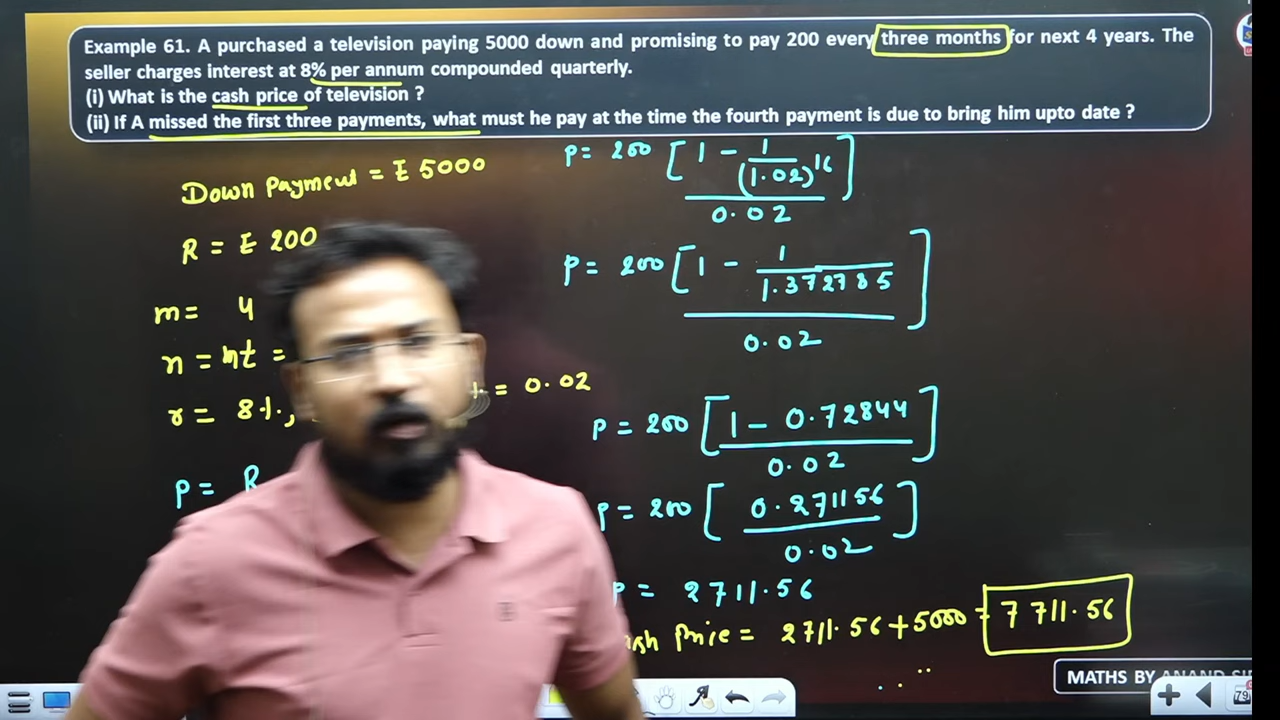 Example 61. A purchased a television paying 5000 down and promising to pay 200 every three months for next 4 years. The
seller charges interest at 8% per annum compounded quarterly.
(i) What is the cash price of television ?
(ii) If A missed the first three payments, what must he pay at the time the fourth payment is due to bring him upto date ?
Down Payment = ₹ 5000
R = ₹ 200
m = 4
n = mt =
r = 8%, = 0.02
P = R
P = 200 [1 - 1/(1.02)^16 / 0.02]
P = 200 [1 - 1/1.372785 / 0.02]
P = 200 [1 - 0.72844 / 0.02]
P = 200 [0.271156 / 0.02]
P = 2711.56
Price = 2711.56 + 5000 = 7711.56
MATHS BY
79